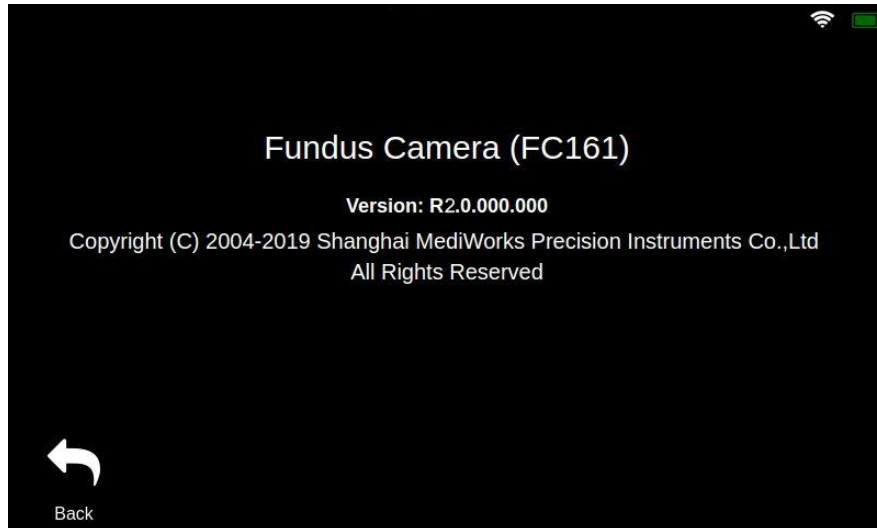 Fundus Camera (FC161)
Version: R2.0.000.000
Copyright (C) 2004-2019 Shanghai MediWorks Precision Instruments Co.,Ltd
All Rights Reserved
Back